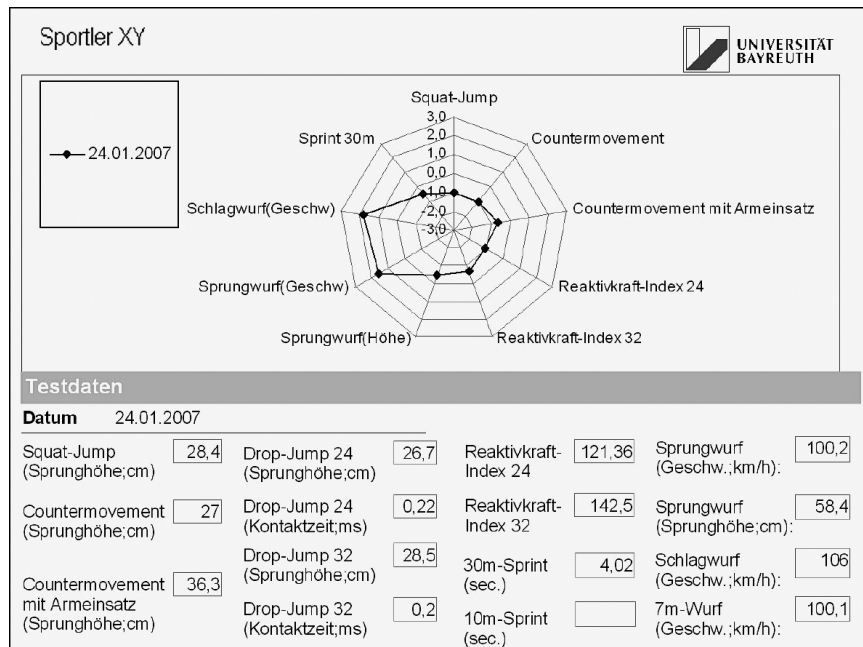 Sportler XY
UNIVERSITÄT
BAYREUTH
24.01.2007
Squat-Jump
Countermovement
Countermovement mit Armeinsatz
Reaktivkraft-Index 24
Reaktivkraft-Index 32
Sprungwurf(Höhe)
Sprungwurf(Geschw)
Schlagwurf(Geschw)
Sprint 30m
3,0
2,0
1,0
0,0
-1,0
-2,0
-3,0
Testdaten
Datum 24.01.2007
Squat-Jump 28,4
(Sprunghöhe;cm)
Countermovement 27
(Sprunghöhe;cm)
Countermovement 36,3
mit Armeinsatz
(Sprunghöhe;cm)
Drop-Jump 24 26,7
(Sprunghöhe;cm)
Drop-Jump 24 0,22
(Kontaktzeit;ms)
Drop-Jump 32 28,5
(Sprunghöhe;cm)
Drop-Jump 32 0,2
(Kontaktzeit;ms)
Reaktivkraft- 121,36
Index 24
Reaktivkraft- 142,5
Index 32
30m-Sprint 4,02
(sec.)
10m-Sprint
(sec.)
Sprungwurf 100,2
(Geschw.;km/h):
Sprungwurf 58,4
(Sprunghöhe;cm):
Schlagwurf 106
(Geschw.;km/h):
7m-Wurf 100,1
(Geschw.;km/h):